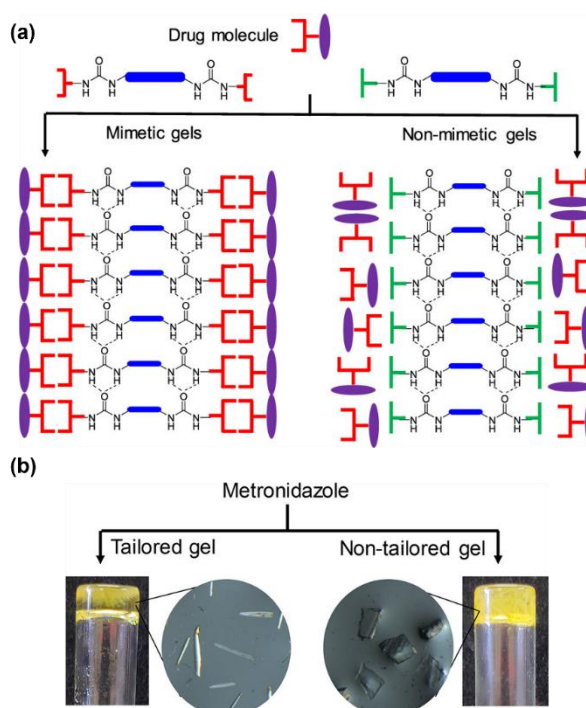 (a)
Drug molecule
Mimetic gels
Non-mimetic gels
(b)
Metronidazole
Tailored gel
Non-tailored gel